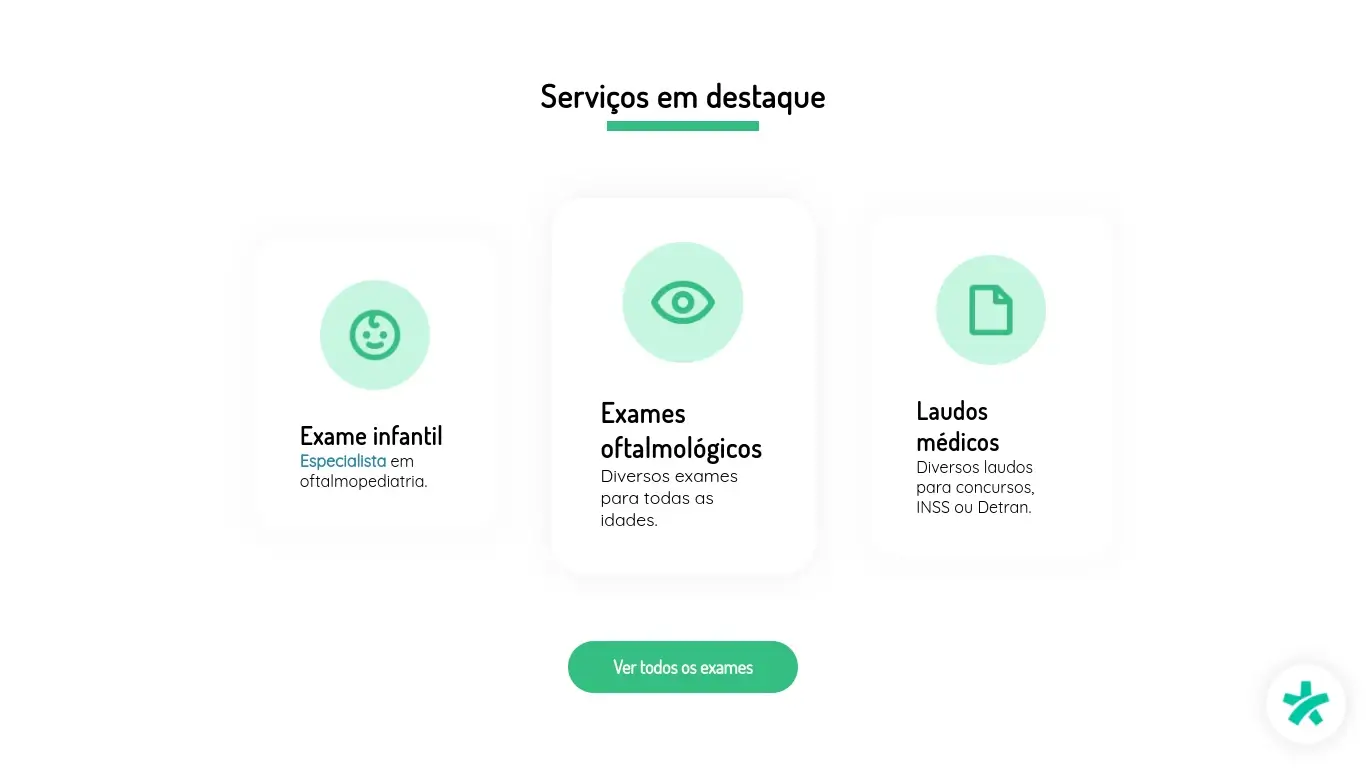 Serviços em destaque
Exame infantil
Especialista em
oftalmopediatria.
Exames
oftalmológicos
Diversos exames
para todas as
idades.
Laudos
médicos
Diversos laudos
para concursos,
INSS ou Detran.
Ver todos os exames